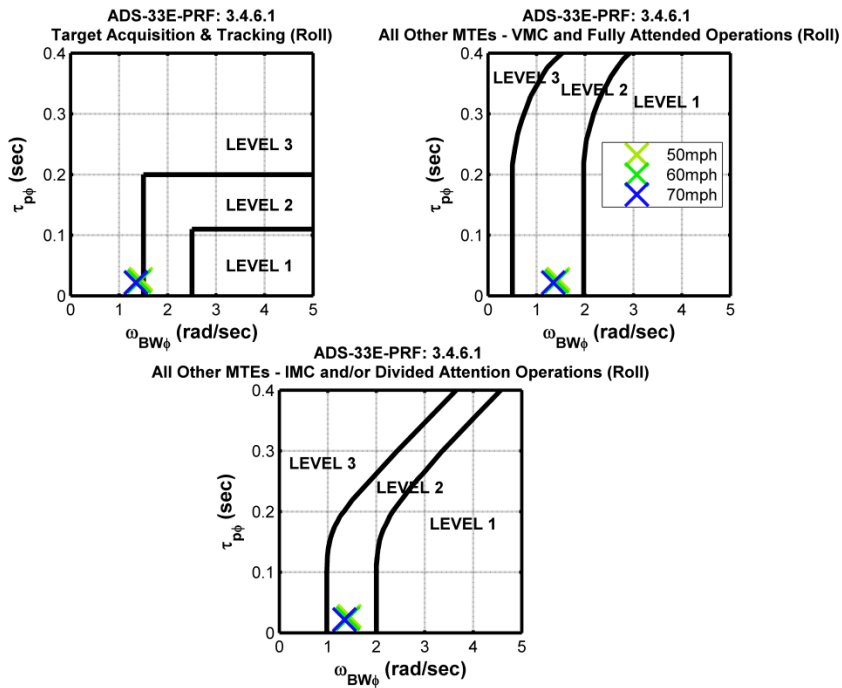 ADS-33E-PRF: 3.4.6.1
Target Acquisition & Tracking (Roll)
0.4
0.3
0.2
0.1
0
τpϕ (sec)
LEVEL 3
LEVEL 2
LEVEL 1
0 1 2 3 4 5
ωBWϕ (rad/sec)
ADS-33E-PRF: 3.4.6.1
All Other MTEs - VMC and Fully Attended Operations (Roll)
0.4
0.3
0.2
0.1
0
τpϕ (sec)
LEVEL 3
LEVEL 2
LEVEL 1
50mph
60mph
70mph
0 1 2 3 4 5
ωBWϕ (rad/sec)
ADS-33E-PRF: 3.4.6.1
All Other MTEs - IMC and/or Divided Attention Operations (Roll)
0.4
0.3
0.2
0.1
0
τpϕ (sec)
LEVEL 3
LEVEL 2
LEVEL 1
0 1 2 3 4 5
ωBWϕ (rad/sec)